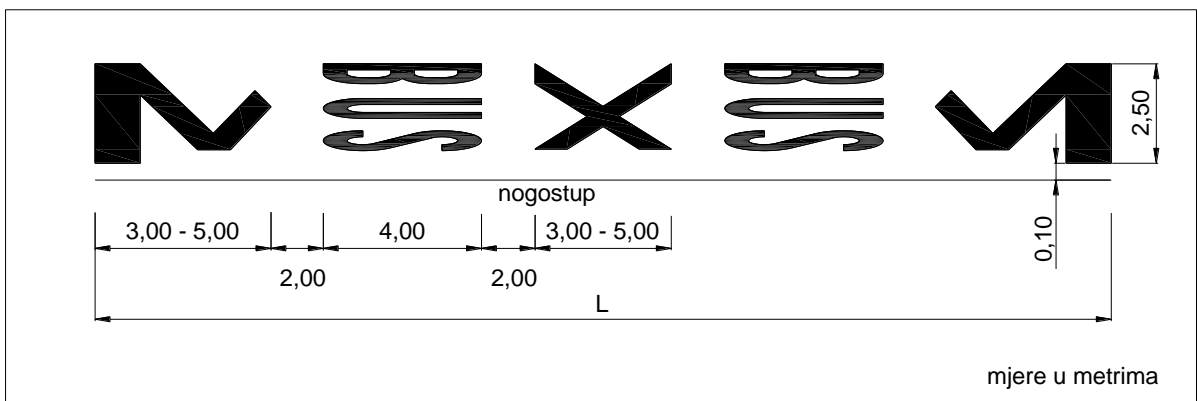 BUS
BUS
2,50
nogostup
3,00 - 5,00
4,00
3,00 - 5,00
0,10
2,00
2,00
L
mjere u metrima